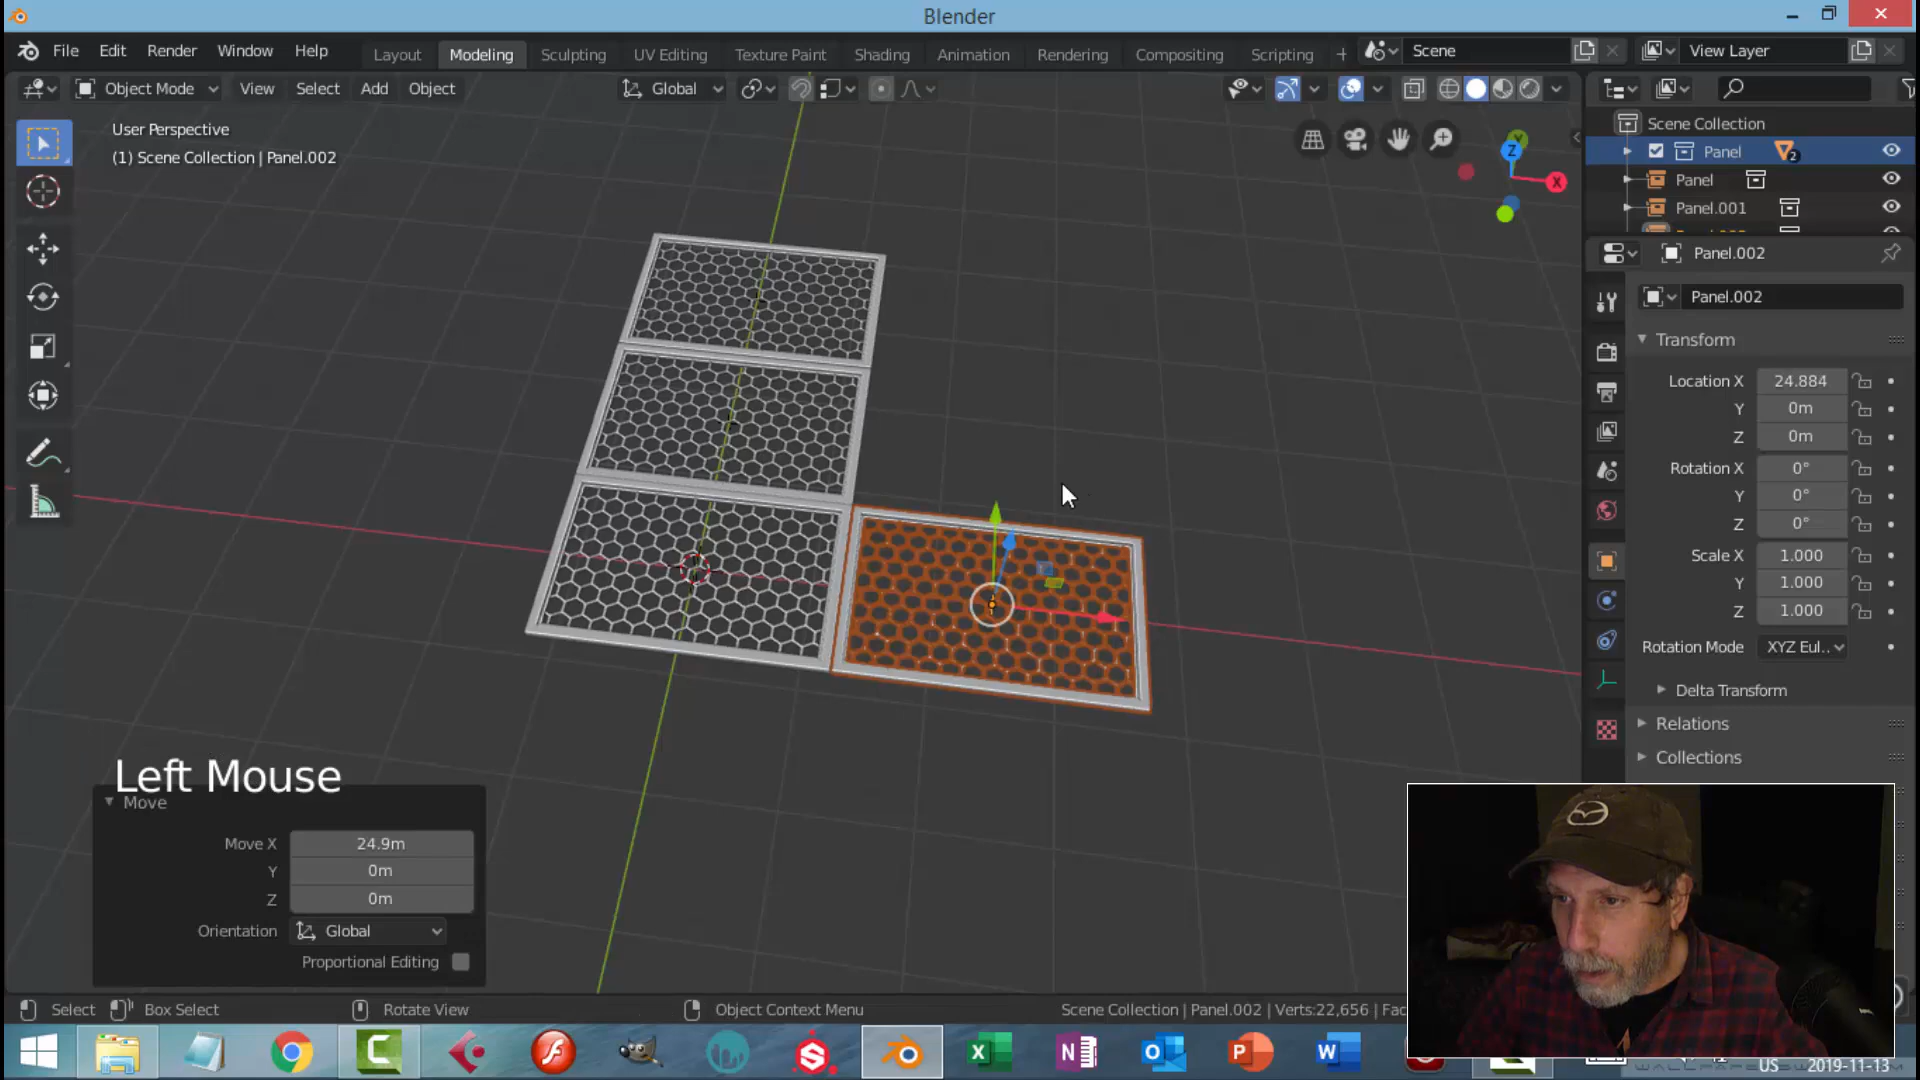 Blender
File Edit Render Window Help
Layout Modeling Sculpting UV Editing Texture Paint Shading Animation Rendering Compositing Scripting +
Scene
View Layer
Object Mode View Select Add Object
Global
User Perspective
(1) Scene Collection | Panel.002
Y
Z
X
Scene Collection
Panel 2
Panel
Panel.001
Panel.002
Panel.002
Transform
Location X 24.884
Y 0m
Z 0m
Rotation X 0°
Y 0°
Z 0°
Scale X 1.000
Y 1.000
Z 1.000
Rotation Mode XYZ Eul..
Delta Transform
Relations
Collections
Left Mouse
Move
Move X 24.9m
Y 0m
Z 0m
Orientation Global
Proportional Editing
Select Box Select Rotate View Object Context Menu
Scene Collection | Panel.002 | Verts:22,656 | Fac
US 2019-11-13